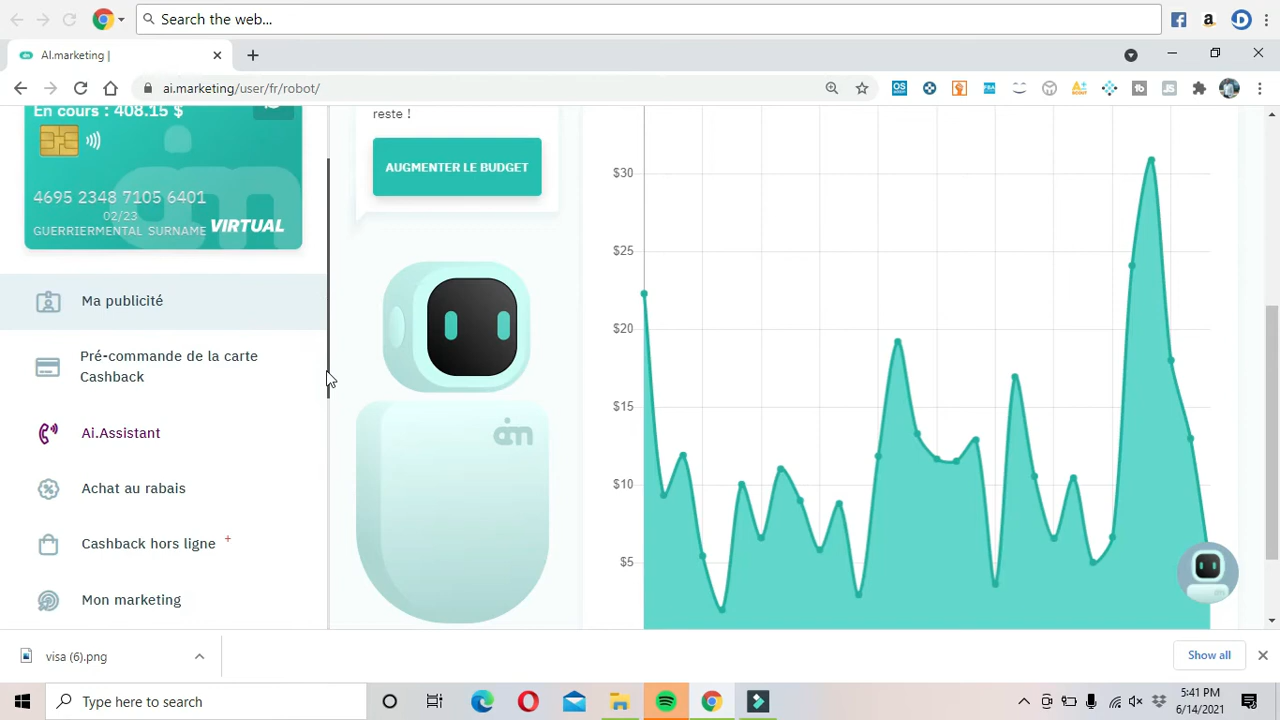 Search the web...
AI.marketing |
ai.marketing/user/fr/robot/
En cours : 408.15 $
4695 2348 7105 6401
02/23
GUERRIERMENTAL SURNAME
VIRTUAL
Ma publicité
Pré-commande de la carte
Cashback
Ai.Assistant
Achat au rabais
Cashback hors ligne +
Mon marketing
reste !
AUGMENTER LE BUDGET
aim
$30
$25
$20
$15
$10
$5
visa (6).png
Show all
Type here to search
5:41 PM
6/14/2021